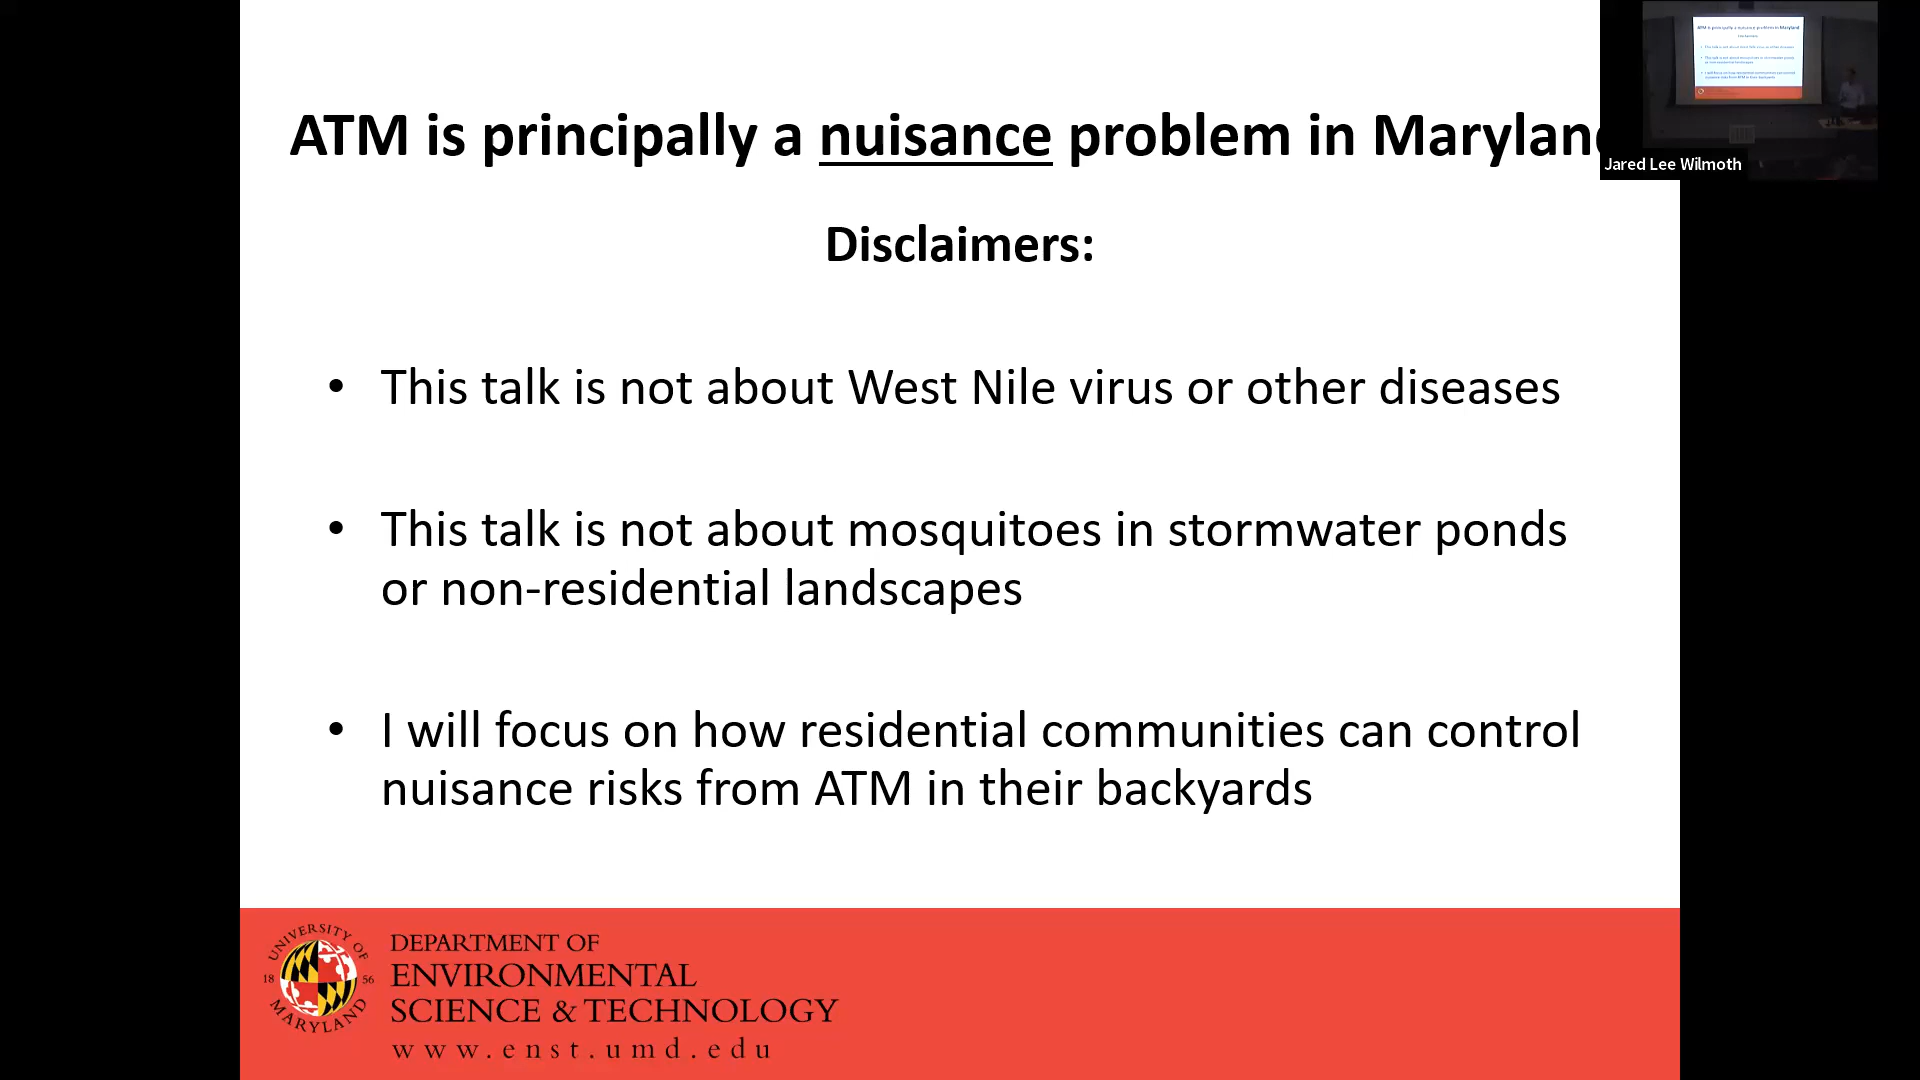 ATM is principally a nuisance problem in Marylan
Jared Lee Wilmoth
Disclaimers:
• This talk is not about West Nile virus or other diseases
• This talk is not about mosquitoes in stormwater ponds
or non-residential landscapes
• I will focus on how residential communities can control
nuisance risks from ATM in their backyards
UNIVERSITY OF
18 56
MARYLAND
DEPARTMENT OF
ENVIRONMENTAL
SCIENCE & TECHNOLOGY
www.enst.umd.edu